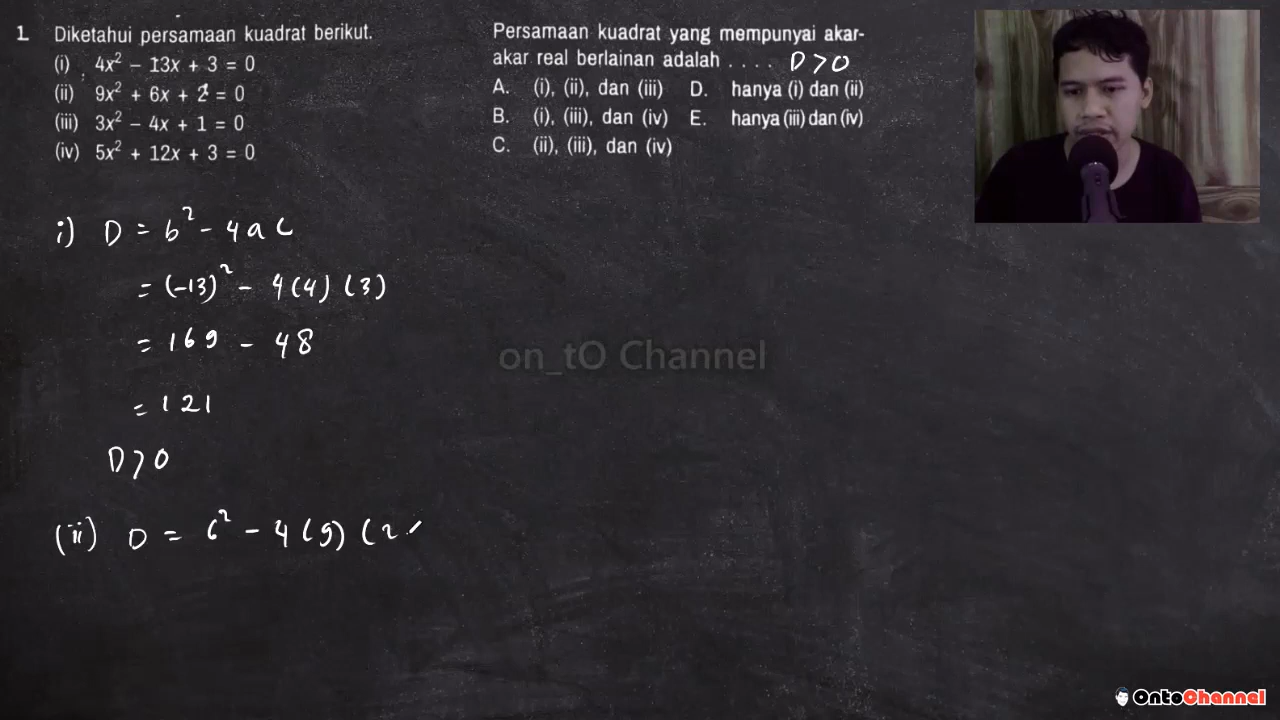 1 Diketahui persamaan kuadrat berikut.
(i) 4x² – 13x + 3 = 0
(ii) 9x² + 6x + 2 = 0
(iii) 3x² – 4x + 1 = 0
(iv) 5x² + 12x + 3 = 0
Persamaan kuadrat yang mempunyai akar-
akar real berlainan adalah . . . . D > 0
A. (i), (ii), dan (iii) D. hanya (i) dan (ii)
B. (i), (iii), dan (iv) E. hanya (iii) dan (iv)
C. (ii), (iii), dan (iv)
i) D = b² - 4ac
= (-13)² - 4(4)(3)
= 169 - 48
= 121
D > 0
(ii) D = 6² - 4(9)(2
on_tO Channel
OntoChannel